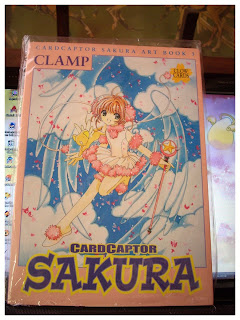 CARDCAPTOR SAKURA ART BOOK 1
CLAMP
CARDCAPTOR
SAKURA